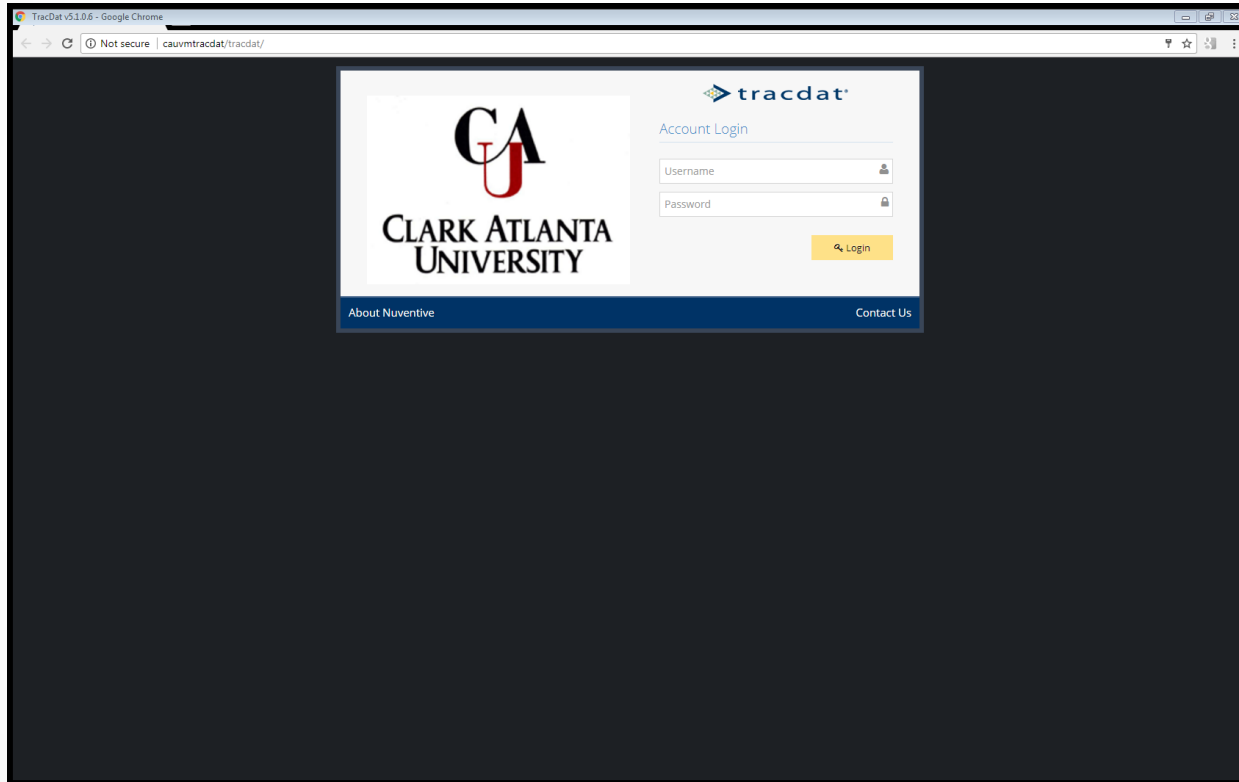 TracDat v5.1.0.6 - Google Chrome
Not secure | cauvmtracdat/tracdat/
CAU
CLARK ATLANTA
UNIVERSITY
tracdat
Account Login
Username
Password
Login
About Nuventive
Contact Us